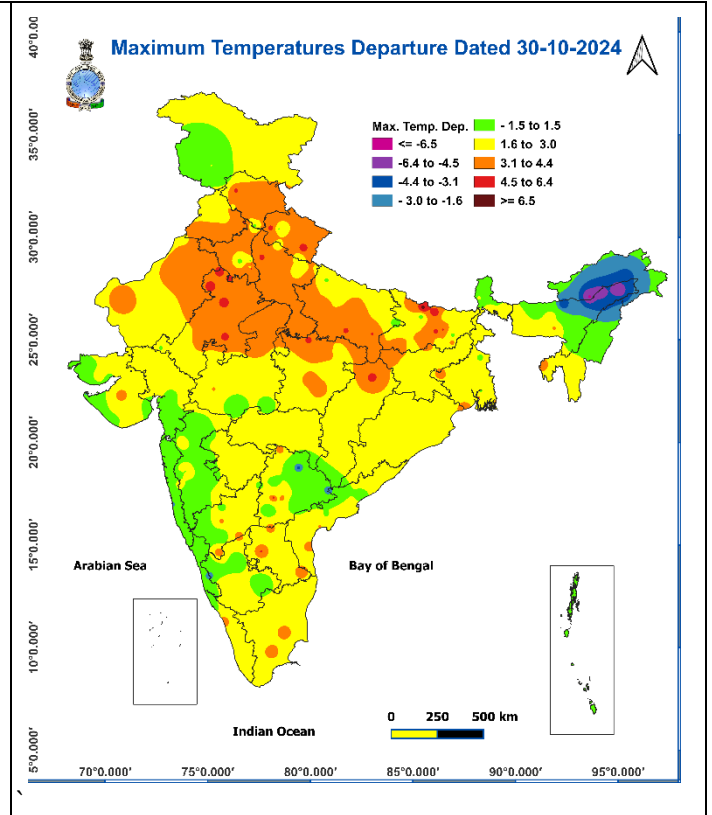 Maximum Temperatures Departure Dated 30-10-2024
Max. Temp. Dep.
<= -6.5
-6.4 to -4.5
-4.4 to -3.1
- 3.0 to -1.6
- 1.5 to 1.5
1.6 to 3.0
3.1 to 4.4
4.5 to 6.4
>= 6.5
40°0.00
35°0.000'
30°0.000'
25°0.000'
20°0.000'
15°0.000'
10°0.000'
5°0.000'
Arabian Sea
Bay of Bengal
Indian Ocean
0 250 500 km
70°0.000' 75°0.000' 80°0.000' 85°0.000' 90°0.000' 95°0.000'
`